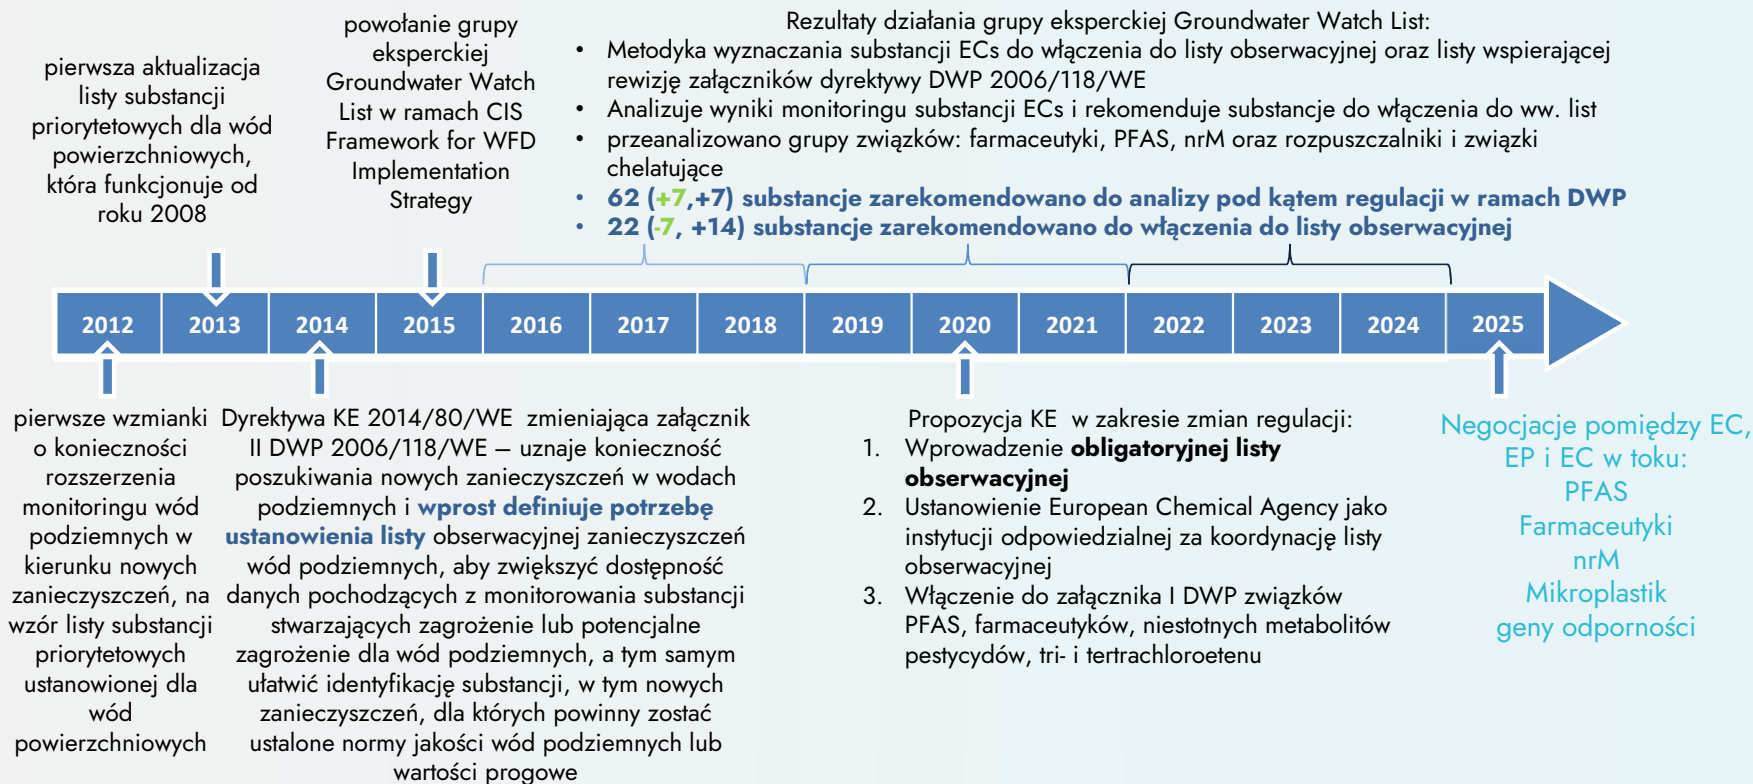 pierwsza aktualizacja
listy substancji
priorytetowych dla wód
powierzchniowych,
która funkcjonuje od
roku 2008
powołanie grupy
eksperckiej
Groundwater Watch
List w ramach CIS
Framework for WFD
Implementation
Strategy
Rezultaty działania grupy eksperckiej Groundwater Watch List:
• Metodyka wyznaczania substancji ECs do włączenia do listy obserwacyjnej oraz listy wspierającej
rewizję załączników dyrektywy DWP 2006/118/WE
• Analizuje wyniki monitoringu substancji ECs i rekomenduje substancje do włączenia do ww. list
• przeanalizowano grupy związków: farmaceutyki, PFAS, nrM oraz rozpuszczalniki i związki
chelatujące
• 62 (+7,+7) substancje zarekomendowano do analizy pod kątem regulacji w ramach DWP
• 22 (-7, +14) substancje zarekomendowano do włączenia do listy obserwacyjnej
2012 2013 2014 2015 2016 2017 2018 2019 2020 2021 2022 2023 2024 2025
pierwsze wzmianki
o konieczności
rozszerzenia
monitoringu wód
podziemnych w
kierunku nowych
zanieczyszczeń, na
wzór listy substancji
priorytetowych
ustanowionej dla
wód
powierzchniowych
Dyrektywa KE 2014/80/WE zmieniająca załącznik
II DWP 2006/118/WE – uznaje konieczność
poszukiwania nowych zanieczyszczeń w wodach
podziemnych i wprost definiuje potrzebę
ustanowienia listy obserwacyjnej zanieczyszczeń
wód podziemnych, aby zwiększyć dostępność
danych pochodzących z monitorowania substancji
stwarzających zagrożenie lub potencjalne
zagrożenie dla wód podziemnych, a tym samym
ułatwić identyfikację substancji, w tym nowych
zanieczyszczeń, dla których powinny zostać
ustalone normy jakości wód podziemnych lub
wartości progowe
Propozycja KE w zakresie zmian regulacji:
1. Wprowadzenie obligatoryjnej listy
obserwacyjnej
2. Ustanowienie European Chemical Agency jako
instytucji odpowiedzialnej za koordynację listy
obserwacyjnej
3. Włączenie do załącznika I DWP związków
PFAS, farmaceutyków, niestotnych metabolitów
pestycydów, tri- i tertrachloroetenu
Negocjacje pomiędzy EC,
EP i EC w toku:
PFAS
Farmaceutyki
nrM
Mikroplastik
geny odporności